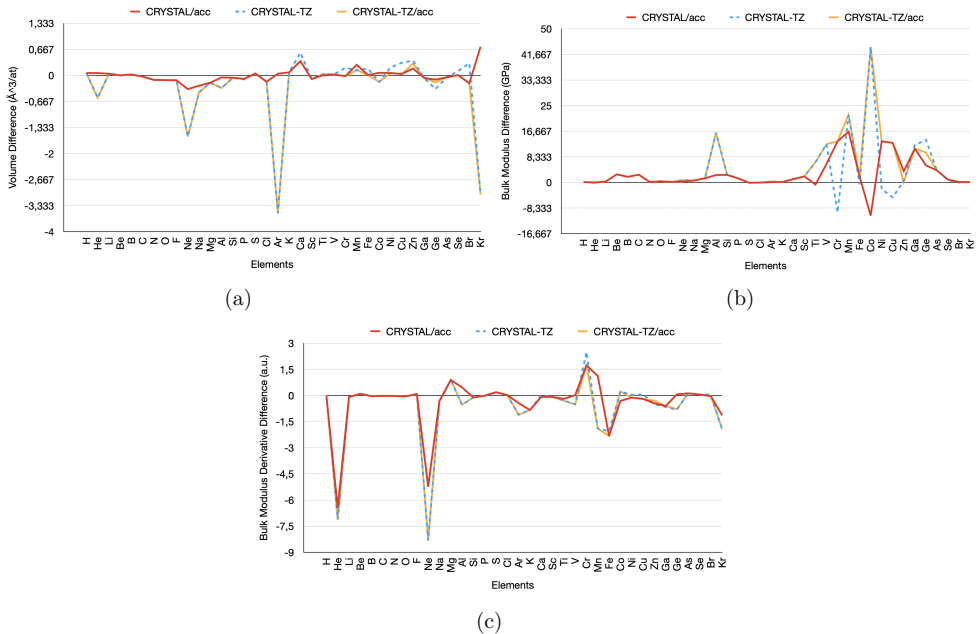 CRYSTAL/acc CRYSTAL-TZ CRYSTAL-TZ/acc
Volume Difference (Å^3/at)
1,333
0,667
0
-0,667
-1,333
-2
-2,667
-3,333
-4
H He Li Be B C N O F Ne Na Mg Al Si P S Cl Ar K Ca Sc Ti V Cr Mn Fe Co Ni Cu Zn Ga Ge As Se Br Kr
Elements
(a)
CRYSTAL/acc CRYSTAL-TZ CRYSTAL-TZ/acc
Bulk Modulus Difference (GPa)
50
41,667
33,333
25
16,667
8,333
0
-8,333
-16,667
H He Li Be B C N O F Ne Na Mg Al Si P S Cl Ar K Ca Sc Ti V Cr Mn Fe Co Ni Cu Zn Ga Ge As Se Br Kr
Elements
(b)
CRYSTAL/acc CRYSTAL-TZ CRYSTAL-TZ/acc
Bulk Modulus Derivative Difference (a.u.)
3
1,5
0
-1,5
-3
-4,5
-6
-7,5
-9
H He Li Be B C N O F Ne Na Mg Al Si P S Cl Ar K Ca Sc Ti V Cr Mn Fe Co Ni Cu Zn Ga Ge As Se Br Kr
Elements
(c)